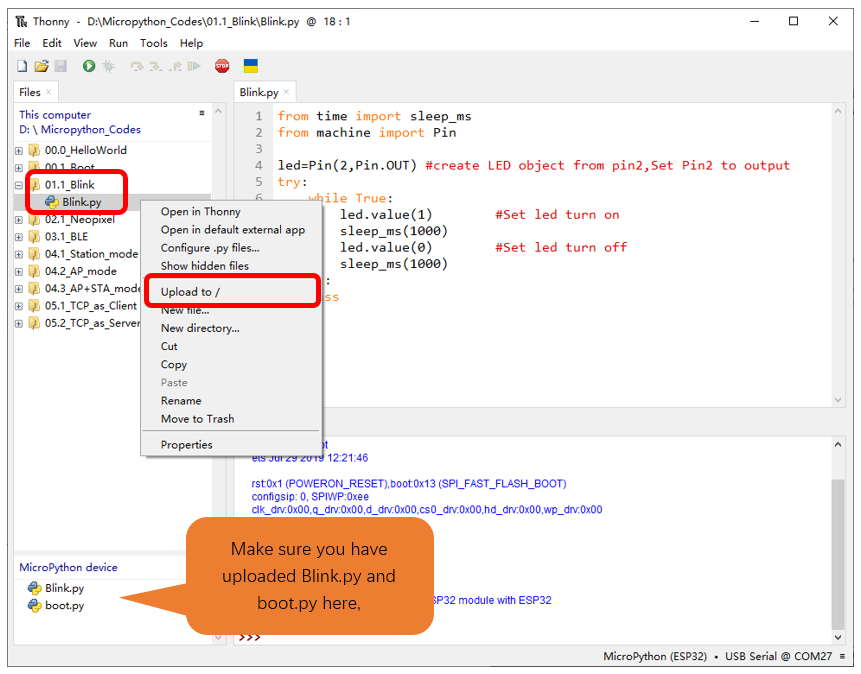 Thonny - D:\Micropython_Codes\01.1_Blink\Blink.py @ 18 : 1
File Edit View Run Tools Help
STOP
Files ×
This computer
D: \ Micropython_Codes
00.0_HelloWorld
00.1_Boot
01.1_Blink
Blink.py
02.1_Neopixel
03.1_BLE
04.1_Station_mode
04.2_AP_mode
04.3_AP+STA_mode
05.1_TCP_as_Client
05.2_TCP_as_Server
Open in Thonny
Open in default external app
Configure .py files...
Show hidden files
Upload to /
New file...
New directory...
Cut
Copy
Paste
Rename
Move to Trash
Properties
Blink.py ×
1 from time import sleep_ms
2 from machine import Pin
3
4 led=Pin(2,Pin.OUT) #create LED object from pin2,Set Pin2 to output
5 try:
6 while True:
7 led.value(1) #Set led turn on
sleep_ms(1000)
led.value(0) #Set led turn off
sleep_ms(1000)
:
ss
ets Jul 29 2019 12:21:46
rst:0x1 (POWERON_RESET),boot:0x13 (SPI_FAST_FLASH_BOOT)
configsip: 0, SPIWP:0xee
clk_drv:0x00,q_drv:0x00,d_drv:0x00,cs0_drv:0x00,hd_drv:0x00,wp_drv:0x00
SP32 module with ESP32
>>>
MicroPython device
Blink.py
boot.py
Make sure you have
uploaded Blink.py and
boot.py here,
MicroPython (ESP32) • USB Serial @ COM27 ≡